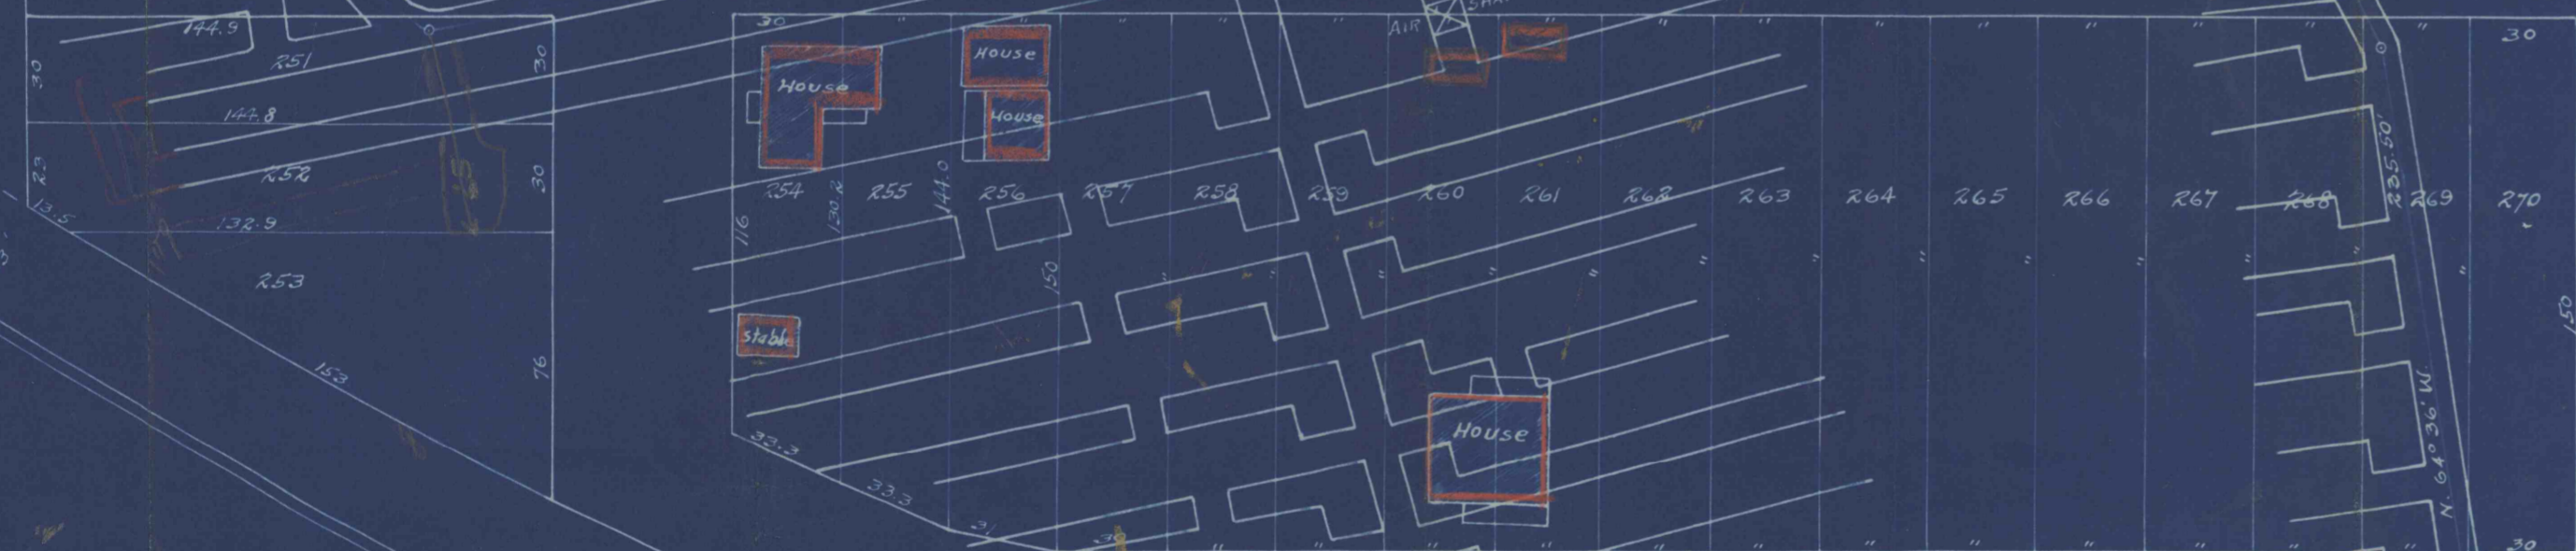 144.9
30
251
30
144.8
23
252
30
13.5
132.9
253
153
76
30 " " " " " AIR " " " " " " 30
House
House
House
254 255 256 257 258 259 260 261 262 263 264 265 266 267 268 269 270
116
130.2
144.0
150
" " " " " " " " " " " "
235.50'
150
stable
House
33.3
33.3
31
30 " " " " " " " " " " " 30
N. 64° 36' W.